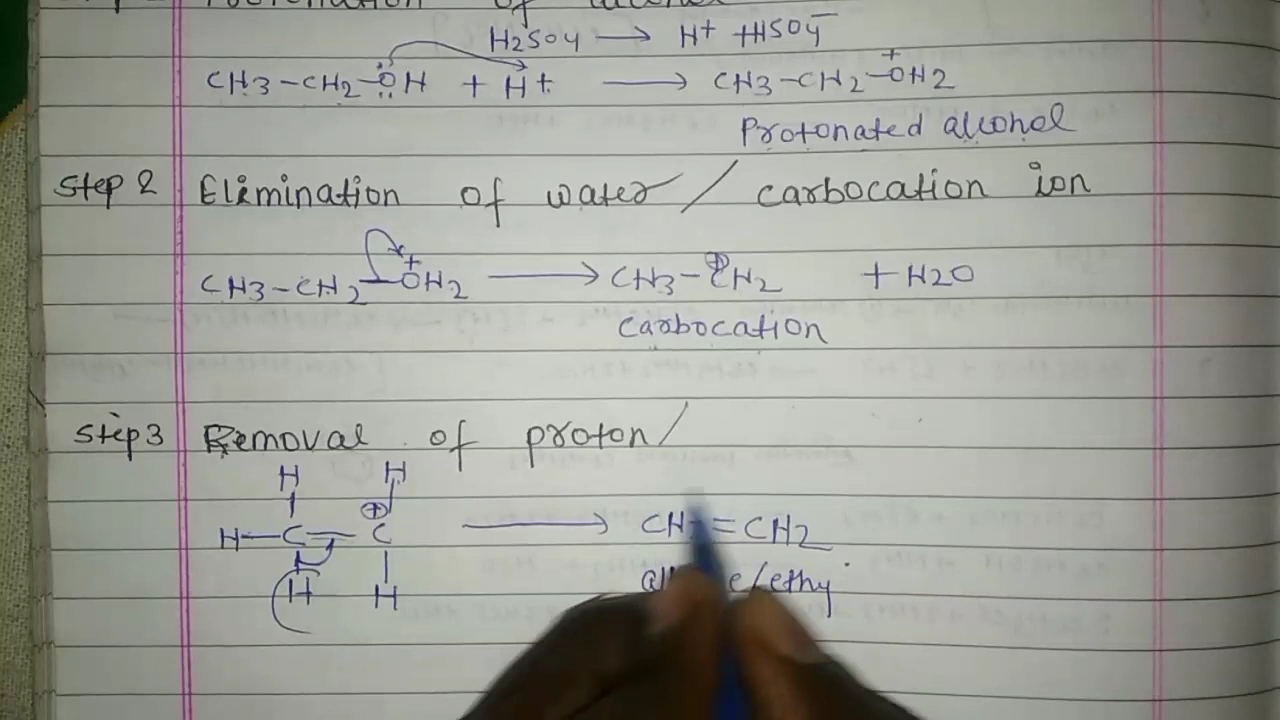 of
H2SO4 → H+ + HSO4-
CH3-CH2-ÖH + H+ → CH3-CH2-+OH2
Protonated alcohol
Step 2 Elimination of water / carbocation ion
CH3-CH2-+OH2 → CH3-⊕CH2 + H2O
carbocation
Step 3 Removal of proton /
H H
H-C=C⊕ → =CH2
H H